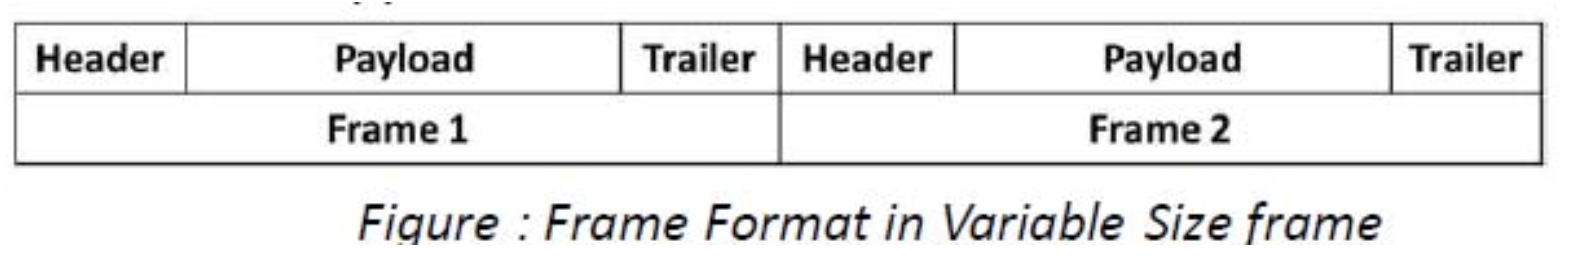 Header Payload Trailer Header Payload Trailer
Frame 1 Frame 2
Figure : Frame Format in Variable Size frame